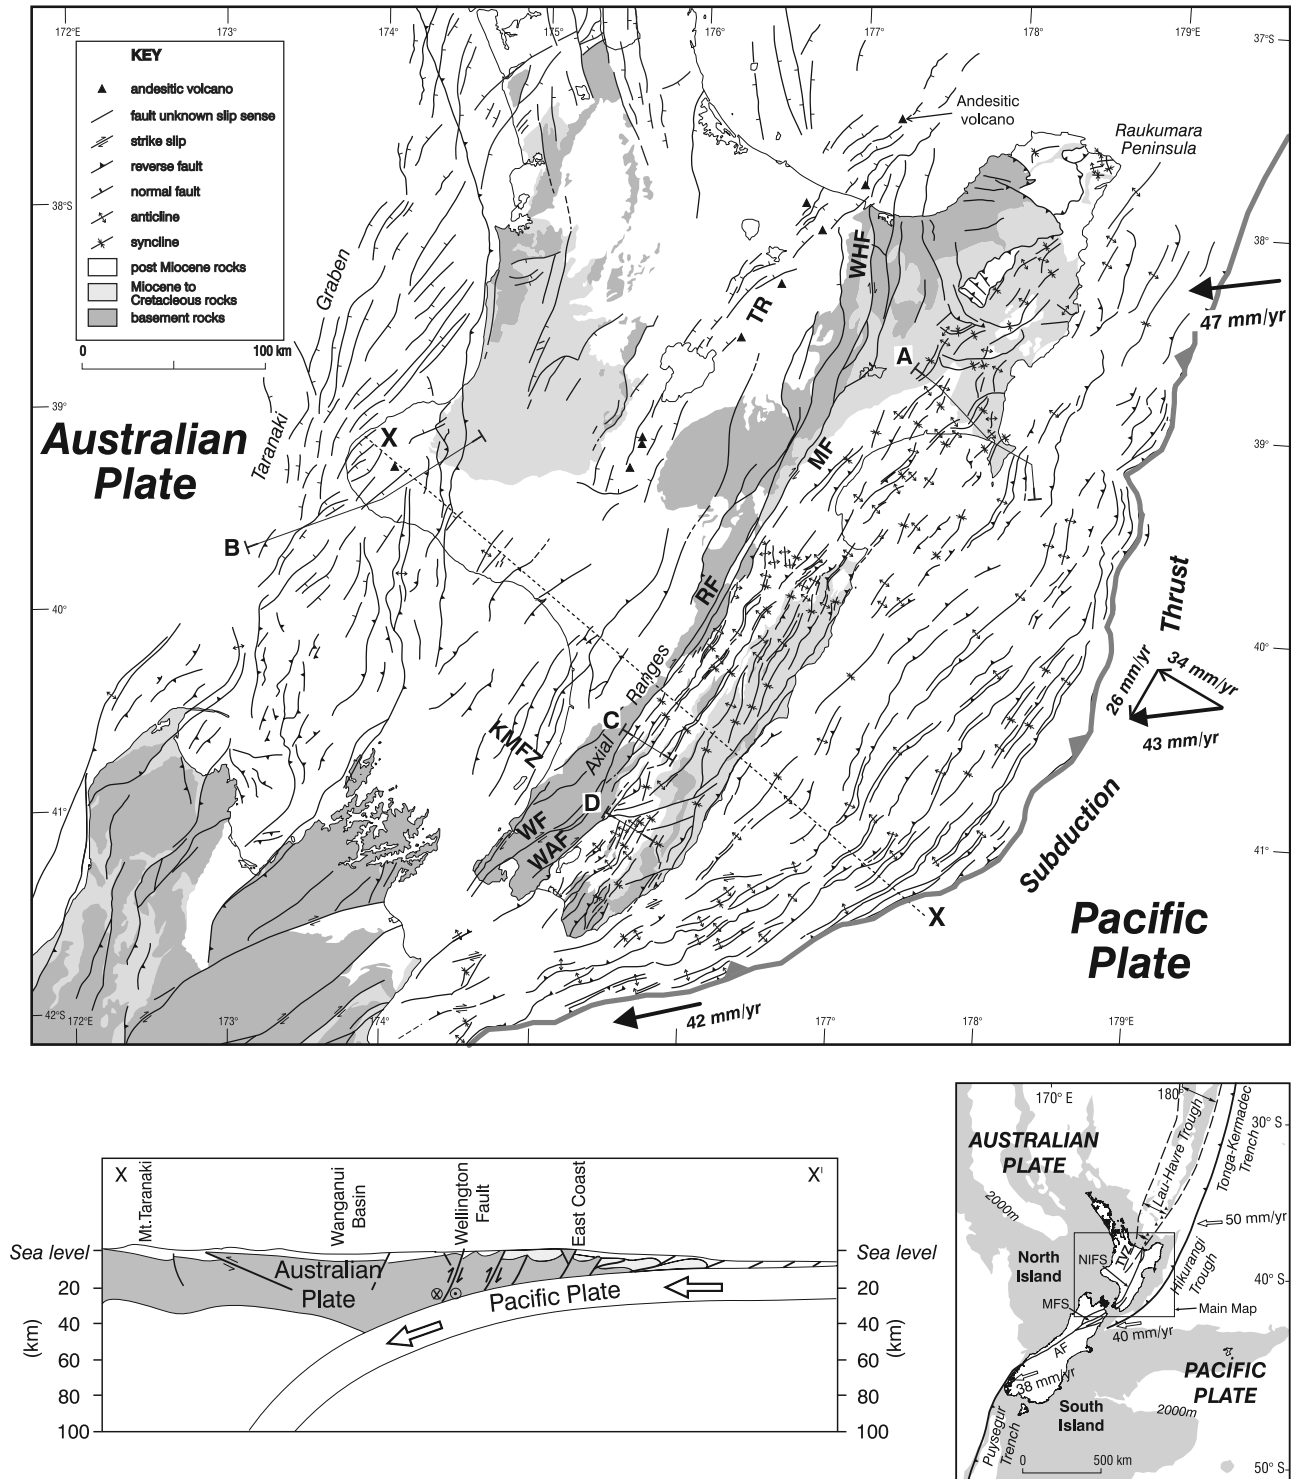 172°E
173°
175°
176°
177°
178°
179°E
37°S
KEY
andesitic volcano
fault unknown slip sense
strike slip
reverse fault
normal fault
anticline
syncline
post Miocene rocks
Miocene to
Cretacleous rocks
basement rocks
0
100 km
Andesitic
volcano
Raukumara
Peninsula
38°S
38°
Graben
Taranaki
WHF
TR
47 mm/yr
A
39°
39°
Australian
Plate
X
MF
B
RF
Thrust
40°
40°
34 mm/yr
26 mm/yr
43 mm/yr
Ranges
Axial
C
KMFZ
D
WF
WAF
41°
41°
Subduction
X
Pacific
Plate
42 mm/yr
42°S
172°E
173°
174°
177°
178°
179°E
X
X'
Mt.Taranaki
Wanganui
Basin
Wellington
Fault
East Coast
Sea level
Sea level
Australian
Plate
Pacific Plate
20
40
60
80
100
(km)
20
40
60
80
100
(km)
170° E
180°
30° S
AUSTRALIAN
PLATE
Lau-Havre Trough
Tonga-Kermadec
Trench
2000m
50 mm/yr
North
Island
NIFS
TVZ
Hikurangi
Trough
40°S
MFS
Main Map
40 mm/yr
AF
38 mm/yr
PACIFIC
PLATE
2000m
South
Island
Puysegur
Trench
0
500 km
50° S